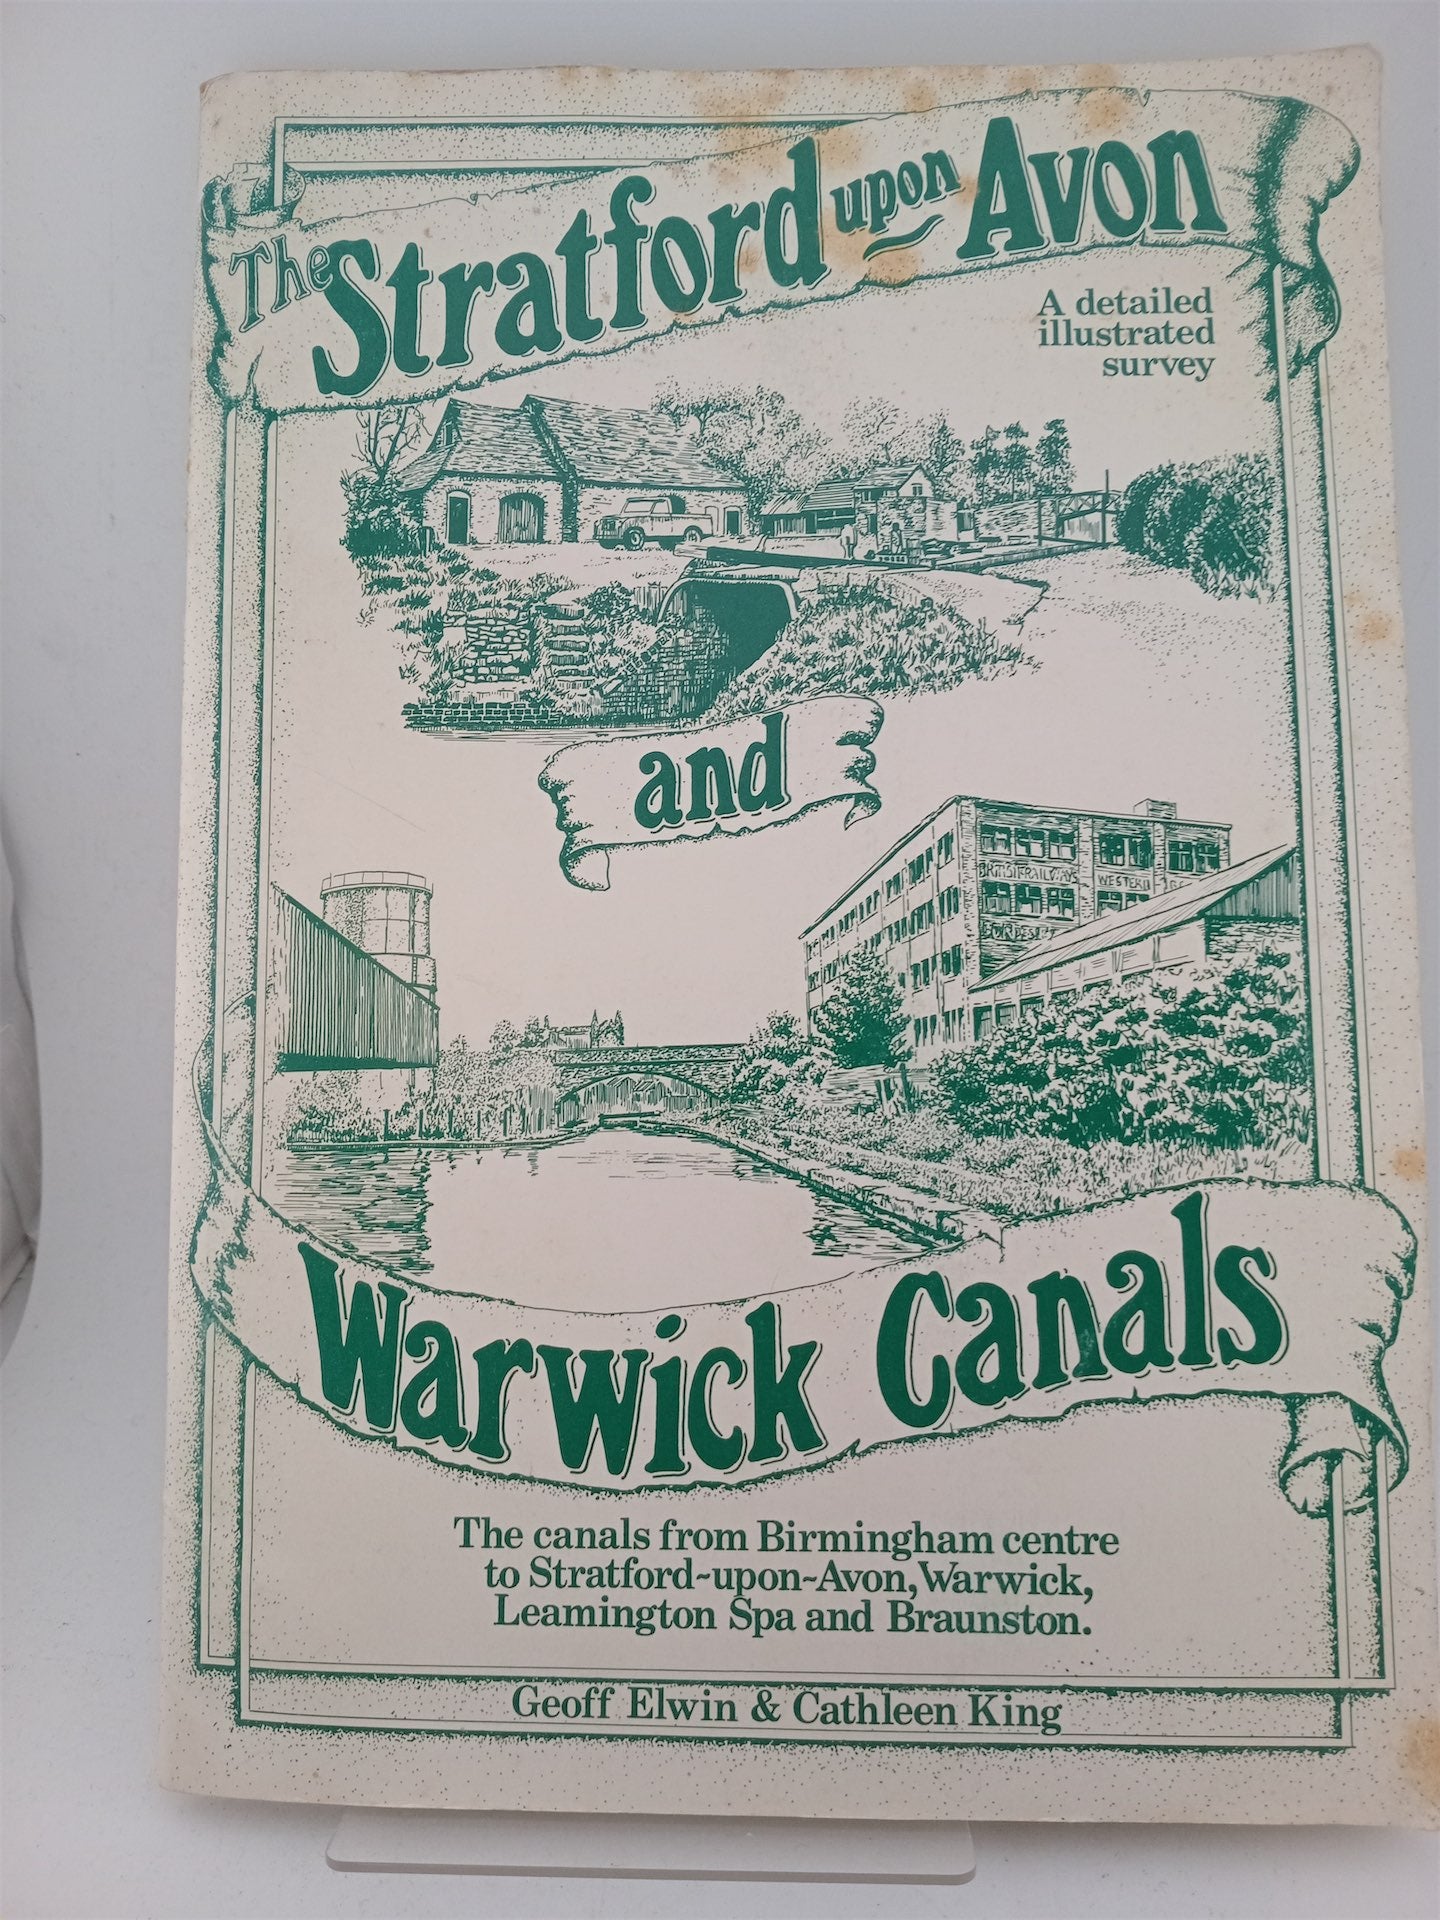 The Stratford upon Avon
A detailed
illustrated
survey
and
BRITISH RAILWAYS
WESTERN
Warwick Canals
The canals from Birmingham centre
to Stratford~upon~Avon, Warwick,
Leamington Spa and Braunston.
Geoff Elwin & Cathleen King